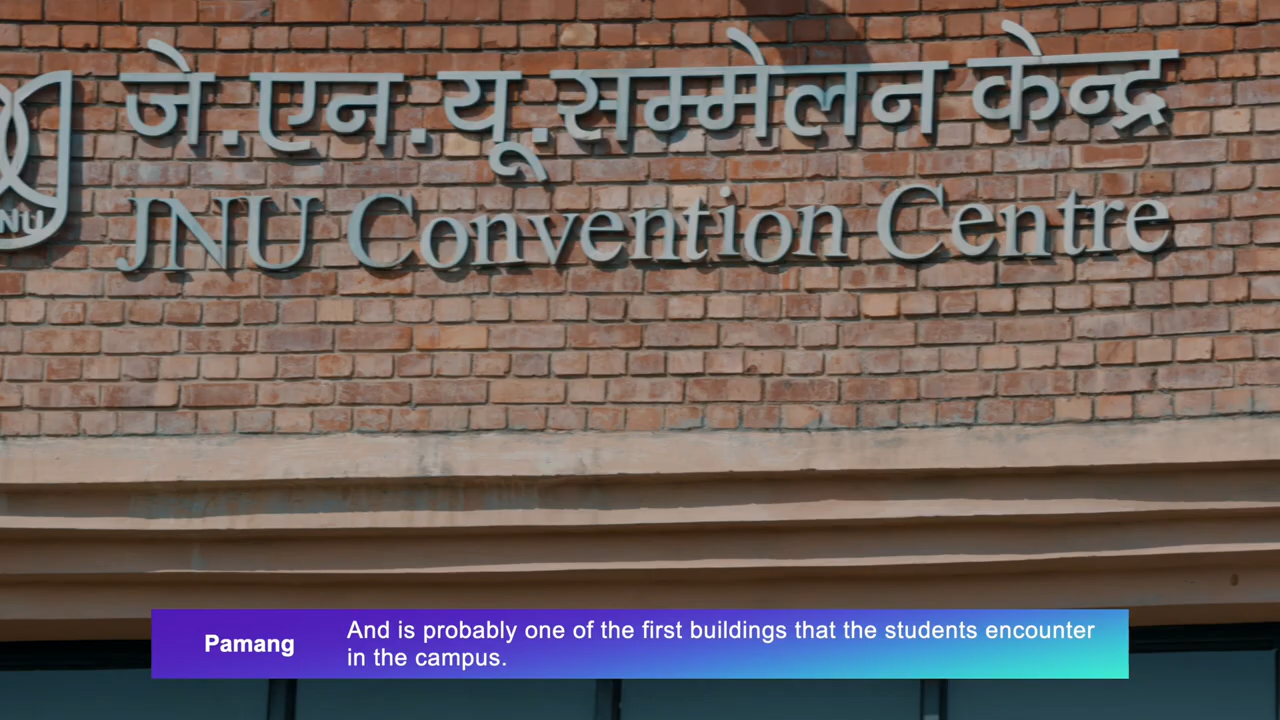 जे.एन.यू.सम्मेलन केन्द्र
JNU Convention Centre
NU
Pamang
And is probably one of the first buildings that the students encounter
in the campus.